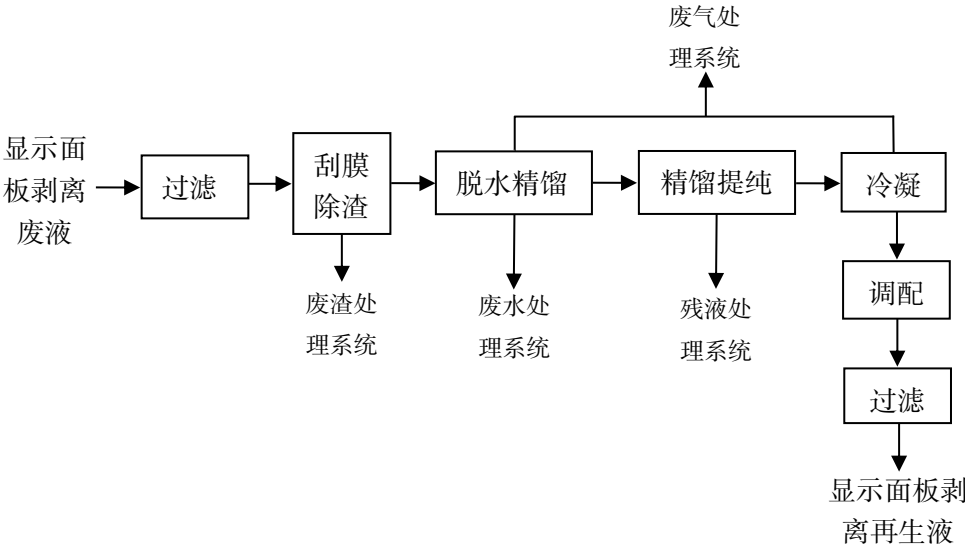 废气处
理系统
显示面
板剥离
废液
过滤
刮膜
除渣
脱水精馏
精馏提纯
冷凝
废渣处
理系统
废水处
理系统
残液处
理系统
调配
过滤
显示面板剥
离再生液